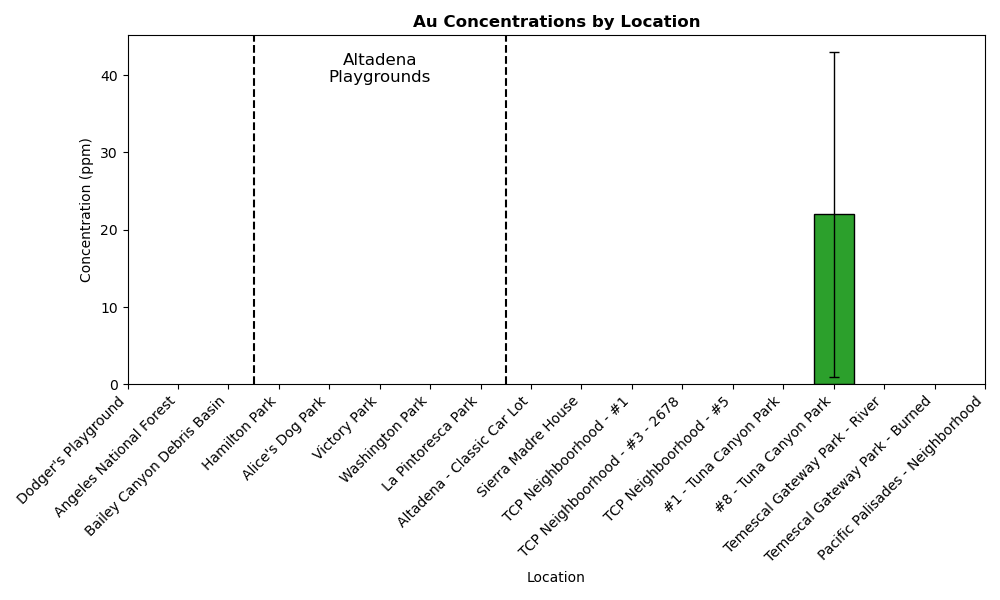 Au Concentrations by Location
Altadena
Playgrounds
Concentration (ppm)
40
30
20
10
0
Dodger's Playground
Angeles National Forest
Bailey Canyon Debris Basin
Hamilton Park
Alice's Dog Park
Victory Park
Washington Park
La Pintoresca Park
Altadena - Classic Car Lot
Sierra Madre House
TCP Neighboorhood - #1
TCP Neighboorhood - #3 - 2678
TCP Neighboorhood - #5
#1 - Tuna Canyon Park
#8 - Tuna Canyon Park
Temescal Gateway Park - River
Temescal Gateway Park - Burned
Pacific Palisades - Neighborhood
Location